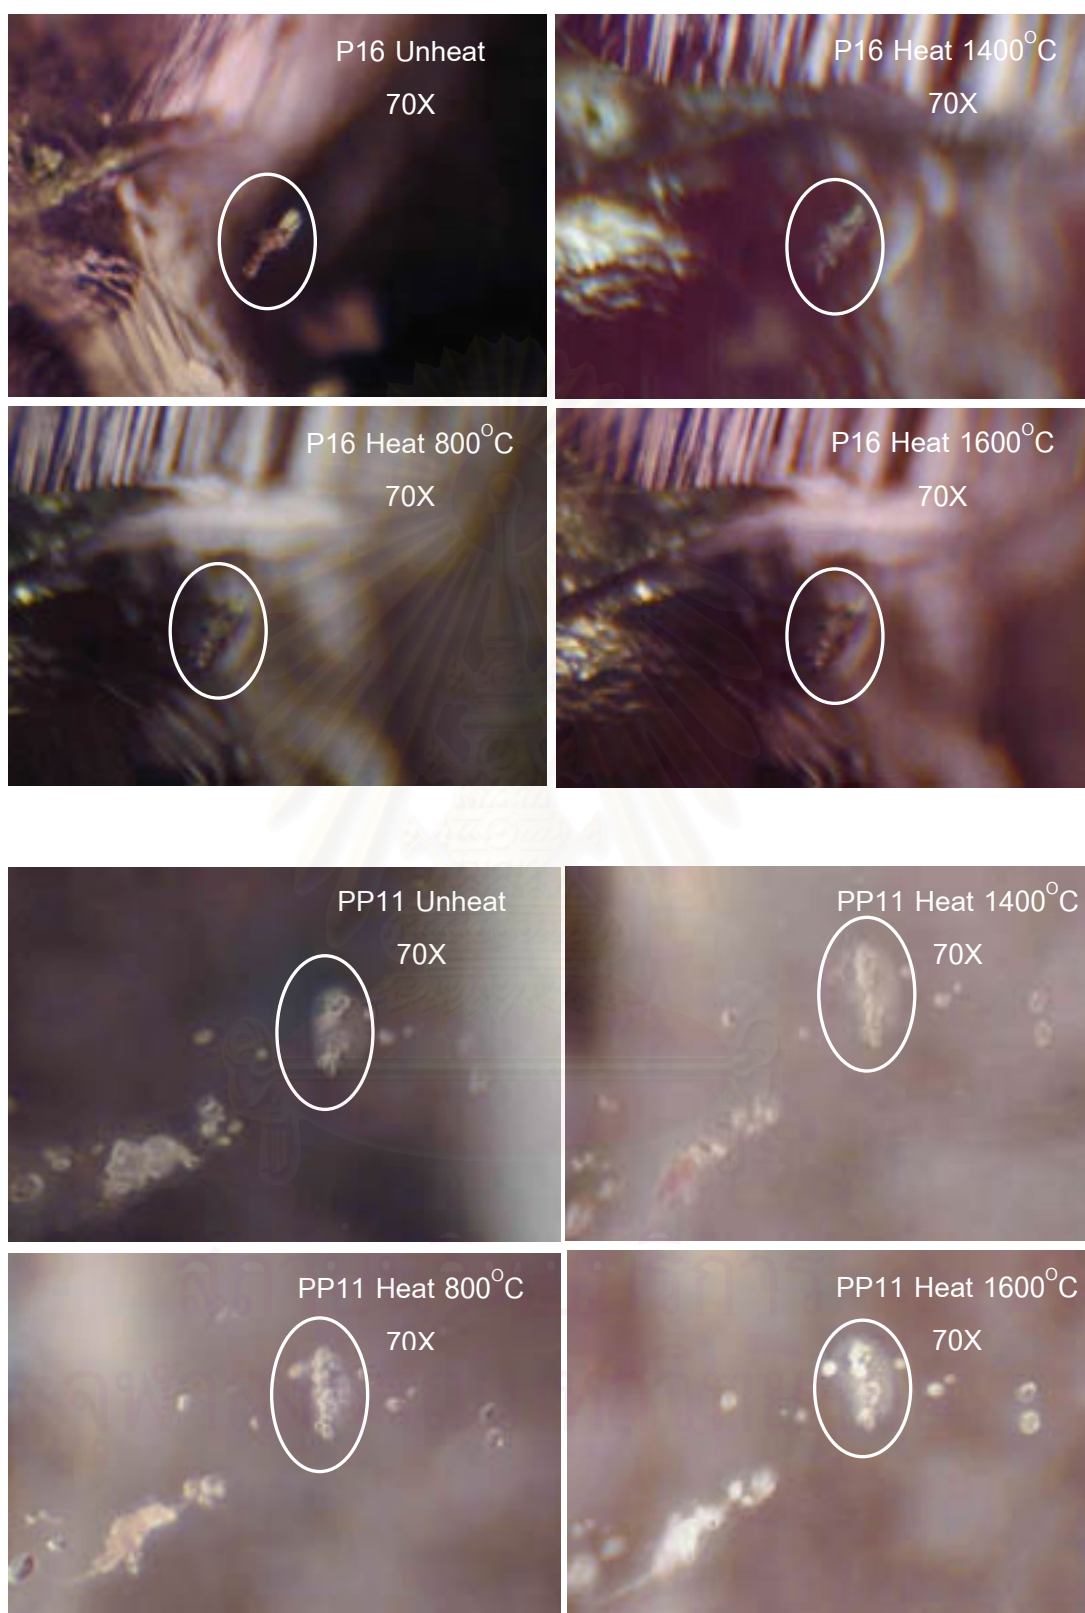 P16 Unheat
70X
P16 Heat 1400°C
70X
P16 Heat 800°C
70X
P16 Heat 1600°C
70X
PP11 Unheat
70X
PP11 Heat 1400°C
70X
PP11 Heat 800°C
70X
PP11 Heat 1600°C
70X